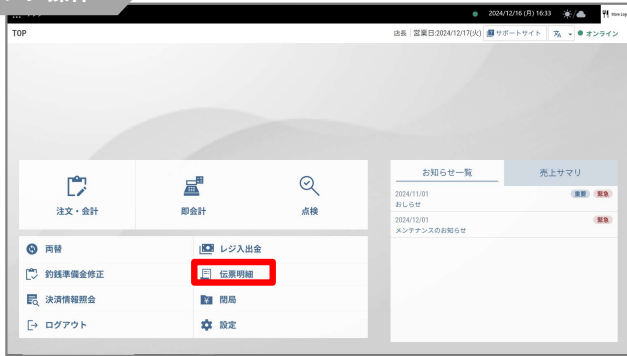 2024/12/16 (月) 16:33
TOP
店長 営業日:2024/12/17(火) サポートサイト オンライン
注文・会計
即会計
点検
両替
レジ入出金
釣銭準備金修正
伝票明細
決済情報照会
閉局
ログアウト
設定
お知らせ一覧
売上サマリ
2024/11/01 重要 緊急
おしらせ
2024/12/01 緊急
メンテナンスのお知らせ